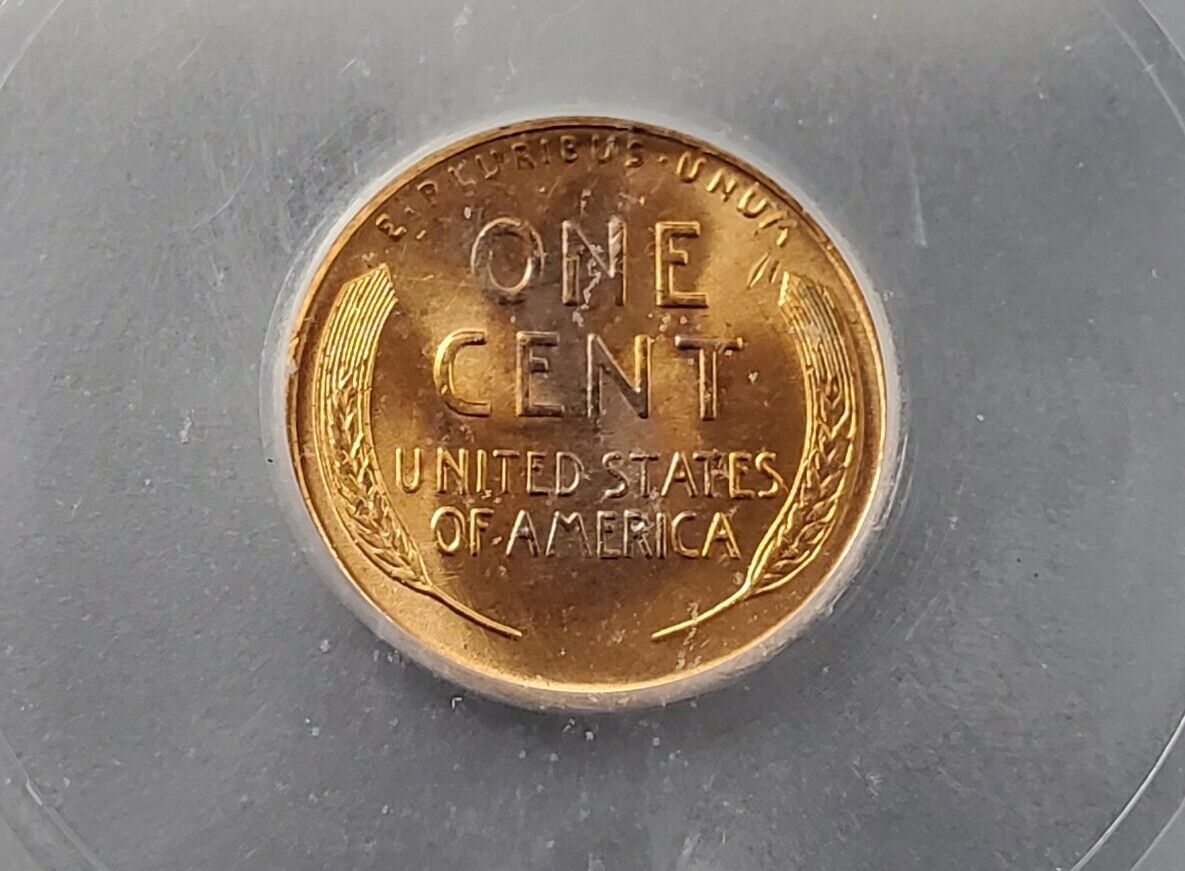 E·PLURIBUS·UNUM
ONE
CENT
UNITED STATES
OF·AMERICA